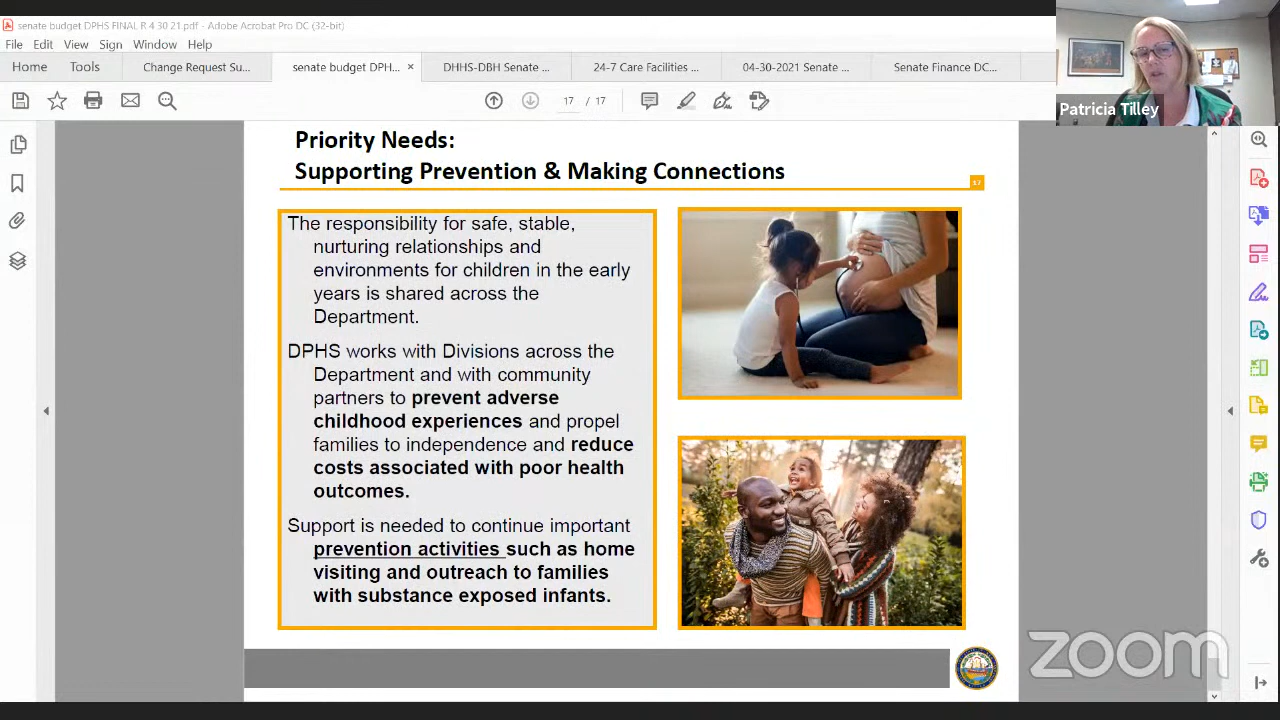 senate budget DPHS FINAL R 4 30 21.pdf - Adobe Acrobat Pro DC (32-bit)
File Edit View Sign Window Help
Home Tools Change Request Su... senate budget DPH... × DHHS-DBH Senate 24-7 Care Facilities ... 04-30-2021 Senate ... Senate Finance DC...
17 / 17
Patricia Tilley
Priority Needs:
Supporting Prevention & Making Connections
17
The responsibility for safe, stable,
nurturing relationships and
environments for children in the early
years is shared across the
Department.
DPHS works with Divisions across the
Department and with community
partners to prevent adverse
childhood experiences and propel
families to independence and reduce
costs associated with poor health
outcomes.
Support is needed to continue important
prevention activities such as home
visiting and outreach to families
with substance exposed infants.
zoom